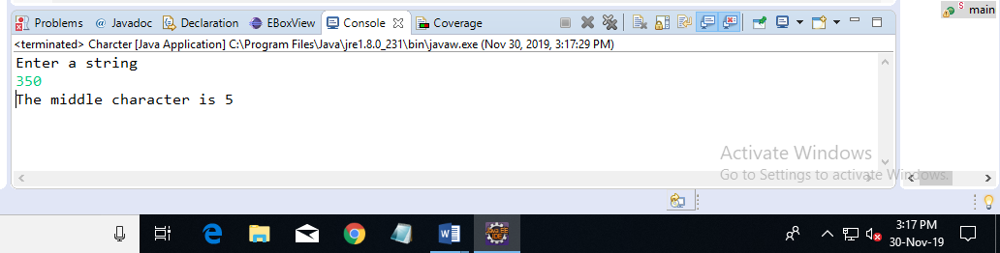 Problems @ Javadoc Declaration EBoxView Console Coverage
main
<terminated> Charcter [Java Application] C:\Program Files\Java\jre1.8.0_231\bin\javaw.exe (Nov 30, 2019, 3:17:29 PM)
Enter a string
350
The middle character is 5
Activate Windows
Go to Settings to activate Windows.
3:17 PM
30-Nov-19